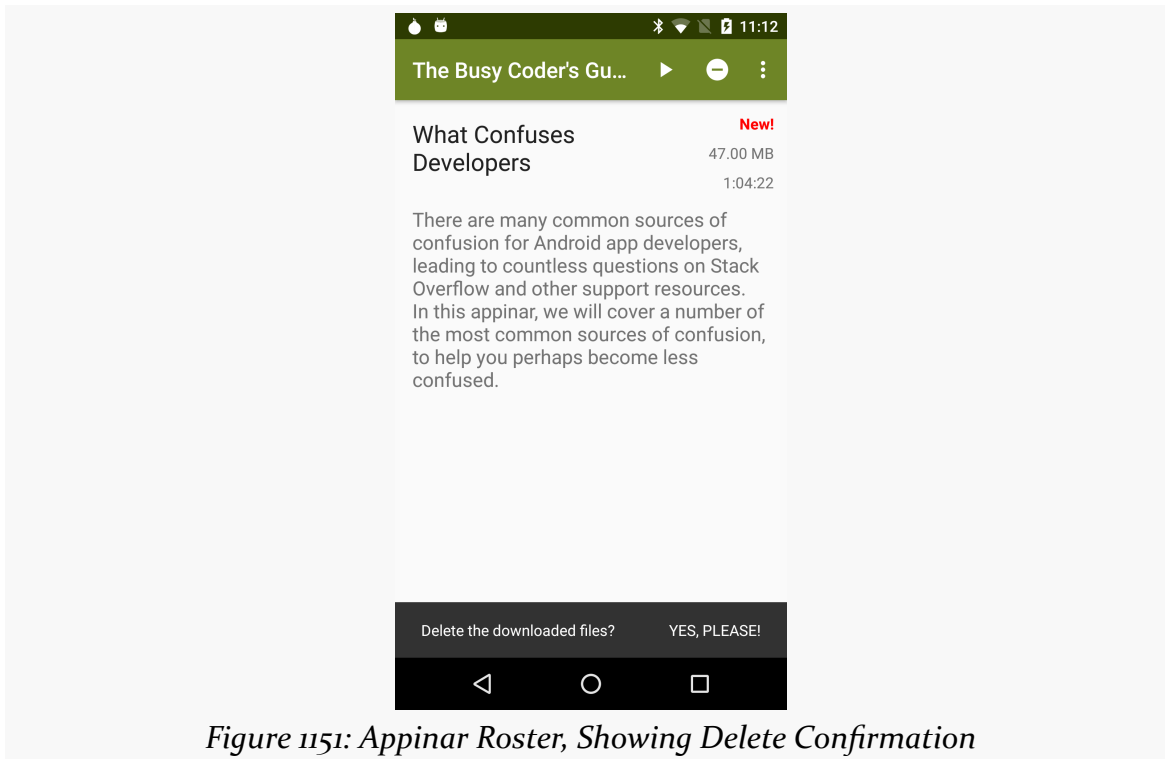 11:12
The Busy Coder's Gu...
What Confuses
Developers
New!
47.00 MB
1:04:22
There are many common sources of
confusion for Android app developers,
leading to countless questions on Stack
Overflow and other support resources.
In this appinar, we will cover a number of
the most common sources of confusion,
to help you perhaps become less
confused.
Delete the downloaded files? YES, PLEASE!
Figure 1151: Appinar Roster, Showing Delete Confirmation